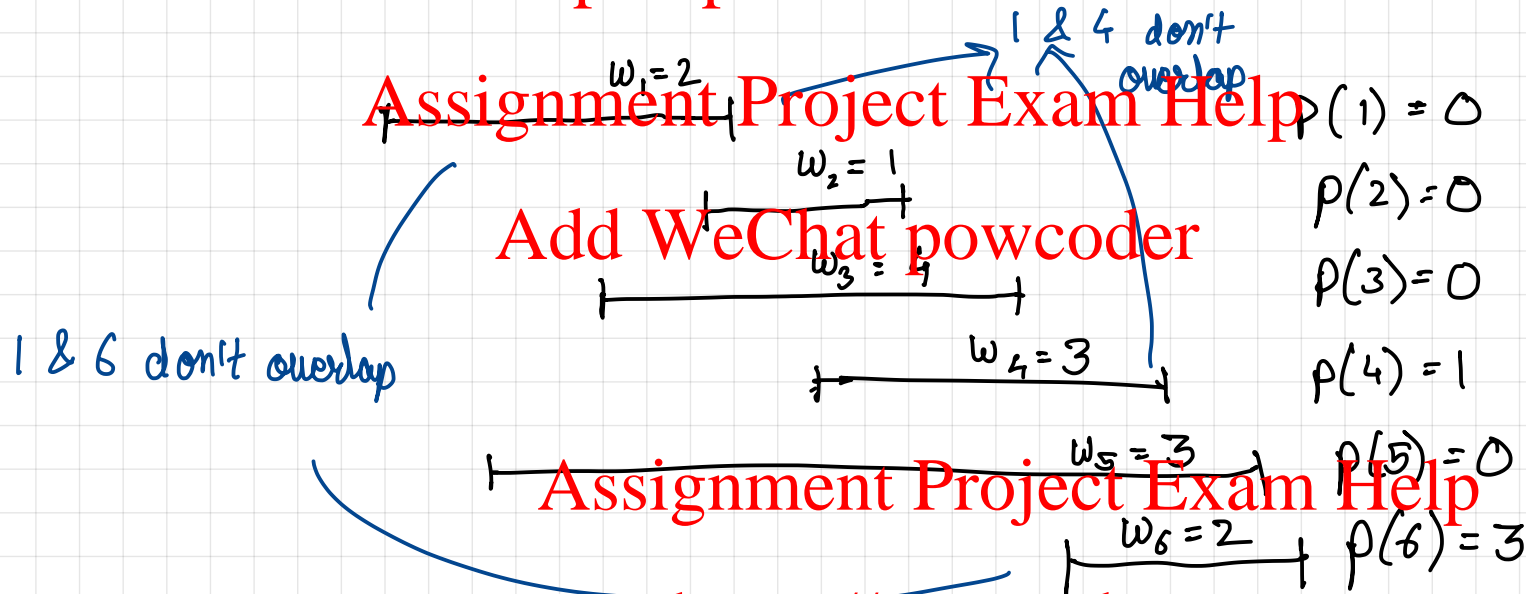 1 & 4 don't
overlap
w₁ = 2
Assignment Project Exam Help
p(1) = 0
w₂ = 1
p(2) = 0
Add WeChat powcoder
w₃ = 4
p(3) = 0
1 & 6 don't overlap
w₄ = 3
p(4) = 1
w₅ = 3
p(5) = 0
Assignment Project Exam Help
w₆ = 2
p(6) = 3